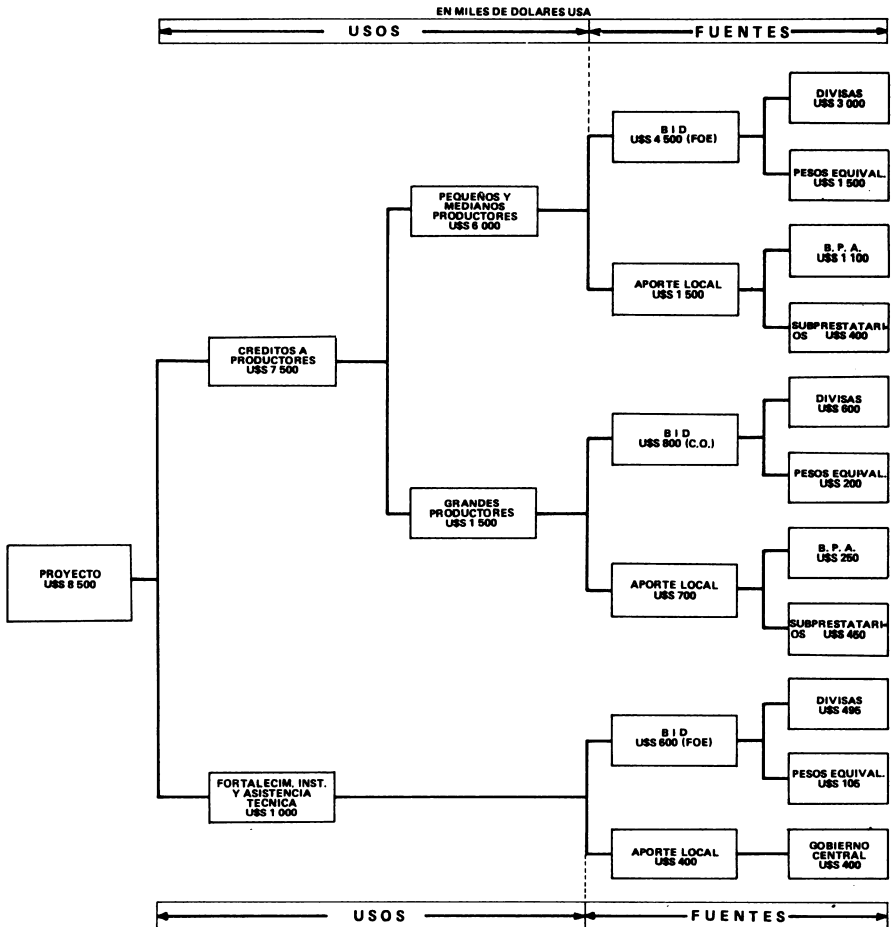 EN MILES DE DOLARES USA
USOS
FUENTES
DIVISAS
U$S 3 000
B I D
U$S 4 500 (FOE)
PESOS EQUIVAL.
U$S 1 500
PEQUEÑOS Y
MEDIANOS
PRODUCTORES
U$S 6 000
B. P. A.
U$S 1 100
APORTE LOCAL
U$S 1 500
SUBPRESTATARI-
OS U$S 400
CREDITOS A
PRODUCTORES
U$S 7 500
DIVISAS
U$S 600
B I D
U$S 800 (C.O.)
PESOS EQUIVAL.
U$S 200
GRANDES
PRODUCTORES
U$S 1 500
B. P. A.
U$S 250
APORTE LOCAL
U$S 700
SUBPRESTATARI-
OS U$S 450
PROYECTO
U$S 8 500
DIVISAS
U$S 495
B I D
U$S 600 (FOE)
PESOS EQUIVAL.
U$S 105
FORTALECIM. INST.
Y ASISTENCIA
TECNICA
U$S 1 000
APORTE LOCAL
U$S 400
GOBIERNO
CENTRAL
U$S 400
USOS
FUENTES